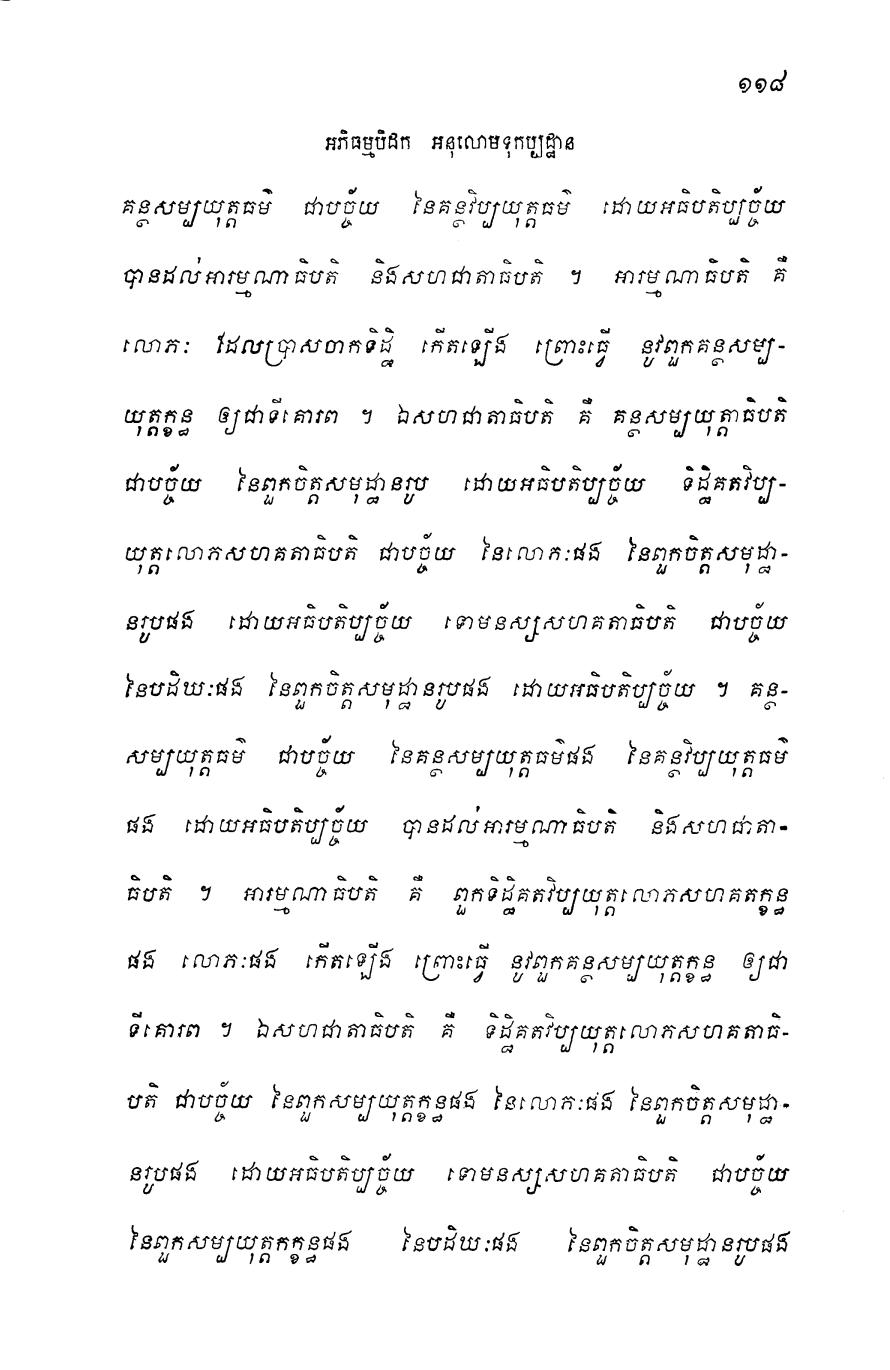 ១១៨
អភិធម្មបិដក អនុលោមទុកប្បដ្ឋាន
គន្ថសម្បយុត្តធម៌ ជាបច្ច័យ នៃគន្ថវិប្បយុត្តធម៌ ដោយអធិបតិប្បច្ច័យ
បានដល់អារម្មណាធិបតិ និងសហជាតាធិបតិ ។ អារម្មណាធិបតិ គឺ
លោភៈ ដែលប្រាសចាកទិដ្ឋិ កើតឡើង ព្រោះធ្វើ នូវពួកគន្ថសម្ប-
យុត្តក្ខន្ធ ឲ្យជាទីគោរព ។ ឯសហជាតាធិបតិ គឺ គន្ថសម្បយុត្តាធិបតិ
ជាបច្ច័យ នៃពួកចិត្តសមុដ្ឋានរូប ដោយអធិបតិប្បច្ច័យ ទិដ្ឋិគតវិប្ប-
យុត្តលោភសហគតាធិបតិ ជាបច្ច័យ នៃលោភៈផង នៃពួកចិត្តសមុដ្ឋា-
នរូបផង ដោយអធិបតិប្បច្ច័យ ទោមនស្សសហគតាធិបតិ ជាបច្ច័យ
នៃបដិឃៈផង នៃពួកចិត្តសមុដ្ឋានរូបផង ដោយអធិបតិប្បច្ច័យ ។ គន្ថ-
សម្បយុត្តធម៌ ជាបច្ច័យ នៃគន្ថសម្បយុត្តធម៌ផង នៃគន្ថវិប្បយុត្តធម៌
ផង ដោយអធិបតិប្បច្ច័យ បានដល់អារម្មណាធិបតិ និងសហជាតា-
ធិបតិ ។ អារម្មណាធិបតិ គឺ ពួកទិដ្ឋិគតវិប្បយុត្តលោភសហគតក្ខន្ធ
ផង លោភៈផង កើតឡើង ព្រោះធ្វើ នូវពួកគន្ថសម្បយុត្តក្ខន្ធ ឲ្យជា
ទីគោរព ។ ឯសហជាតាធិបតិ គឺ ទិដ្ឋិគតវិប្បយុត្តលោភសហគតាធិ-
បតិ ជាបច្ច័យ នៃពួកសម្បយុត្តក្ខន្ធផង នៃលោភៈផង នៃពួកចិត្តសមុដ្ឋា-
នរូបផង ដោយអធិបតិប្បច្ច័យ ទោមនស្សសហគតាធិបតិ ជាបច្ច័យ
នៃពួកសម្បយុត្តកក្ខន្ធផង នៃបដិឃៈផង នៃពួកចិត្តសមុដ្ឋានរូបផង